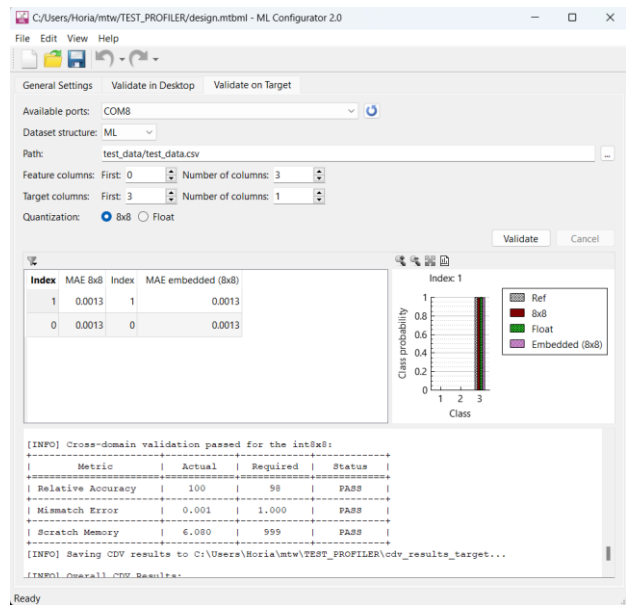 C:/Users/Horia/mtw/TEST_PROFILER/design.mtbml - ML Configurator 2.0
File Edit View Help
General Settings Validate in Desktop Validate on Target
Available ports: COM8
Dataset structure: ML
Path: test_data/test_data.csv ...
Feature columns: First: 0 Number of columns: 3
Target columns: First: 3 Number of columns: 1
Quantization: 8x8 Float
Validate Cancel
Index MAE 8x8 Index MAE embedded (8x8)
1 0.0013 1 0.0013
0 0.0013 0 0.0013
Index: 1
Class probability
1
0.8
0.6
0.4
0.2
0
1 2 3
Class
Ref
8x8
Float
Embedded (8x8)
[INFO] Cross-domain validation passed for the int8x8:
| Metric | Actual | Required | Status |
| Relative Accuracy | 100 | 98 | PASS |
| Mismatch Error | 0.001 | 1.000 | PASS |
| Scratch Memory | 6.080 | 999 | PASS |
[INFO] Saving CDV results to C:\Users\Horia\mtw\TEST_PROFILER\cdv_results_target...
[INFO] Overall CDV Results:
Ready